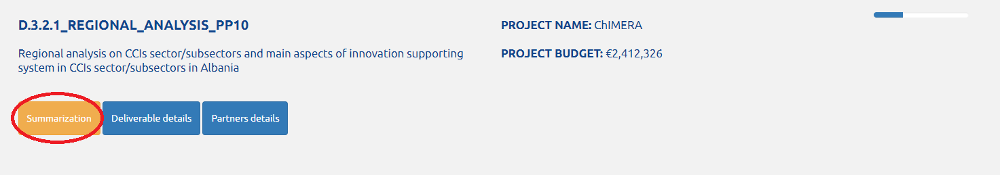 D.3.2.1_REGIONAL_ANALYSIS_PP10
Regional analysis on CCIs sector/subsectors and main aspects of innovation supporting
system in CCIs sector/subsectors in Albania
PROJECT NAME: ChIMERA
PROJECT BUDGET: €2,412,326
Summarization
Deliverable details
Partners details